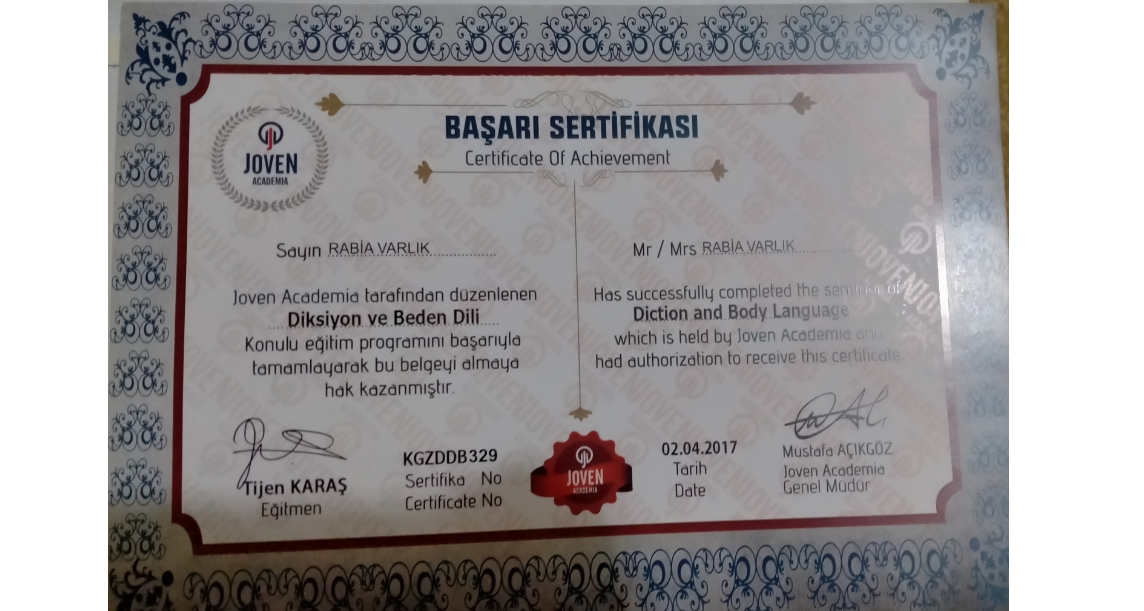 JOVEN
ACADEMIA
BAŞARI SERTİFİKASI
Certificate Of Achievement
Sayın RABİA VARLIK
Joven Academia tarafından düzenlenen
Diksiyon ve Beden Dili
Konulu eğitim programını başarıyla
tamamlayarak bu belgeyi almaya
hak kazanmıştır.
Mr / Mrs RABİA VARLIK
Has successfully completed the seminar of
Diction and Body Language
which is held by Joven Academia and
had authorization to receive this certificate
Tijen KARAŞ
Eğitmen
KGZDDB329
Sertifika No
Certificate No
JOVEN
ACADEMIA
02.04.2017
Tarih
Date
Mustafa AÇIKGÖZ
Joven Academia
Genel Müdür